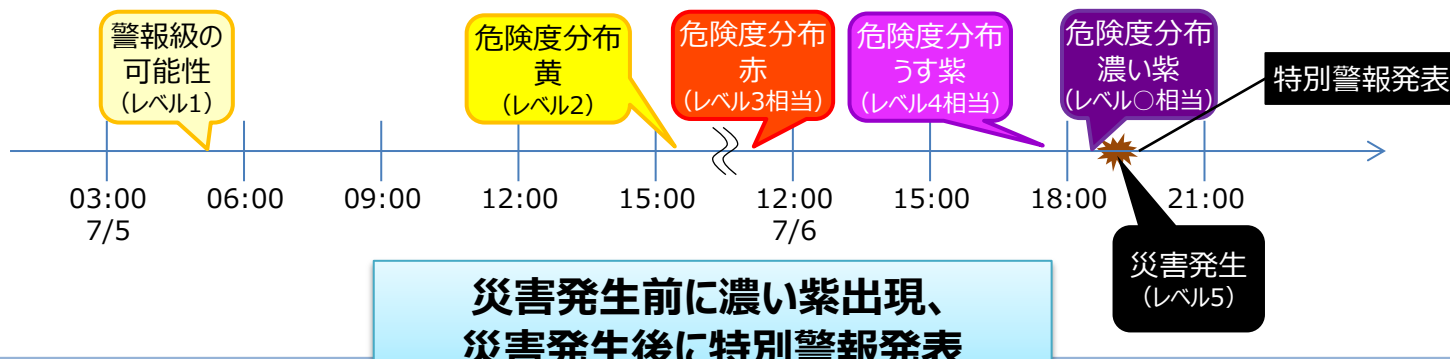 警報級の
可能性
（レベル1）
危険度分布
黄
（レベル2）
危険度分布
赤
（レベル3相当）
危険度分布
うす紫
（レベル4相当）
危険度分布
濃い紫
（レベル○相当）
特別警報発表
03:00
7/5
06:00
09:00
12:00
15:00
12:00
7/6
15:00
18:00
21:00
災害発生
（レベル5）
災害発生前に濃い紫出現、
災害発生後に特別警報発表